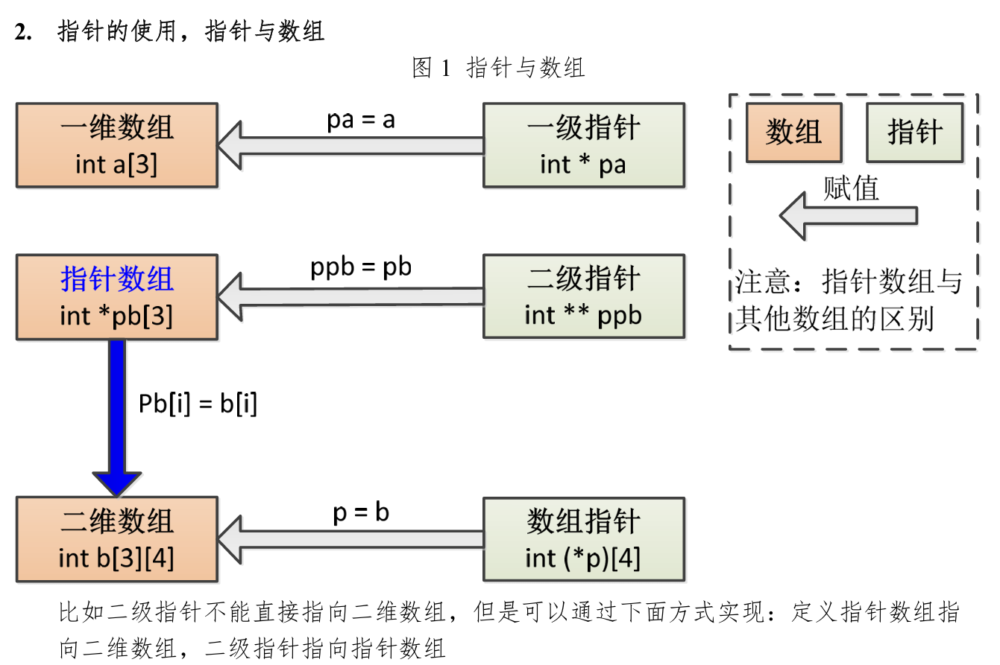 2. 指针的使用，指针与数组
图 1 指针与数组
一维数组
int a[3]
pa = a
一级指针
int * pa
数组
指针
赋值
注意：指针数组与
其他数组的区别
指针数组
int *pb[3]
ppb = pb
二级指针
int ** ppb
Pb[i] = b[i]
二维数组
int b[3][4]
p = b
数组指针
int (*p)[4]
比如二级指针不能直接指向二维数组，但是可以通过下面方式实现：定义指针数组指
向二维数组，二级指针指向指针数组